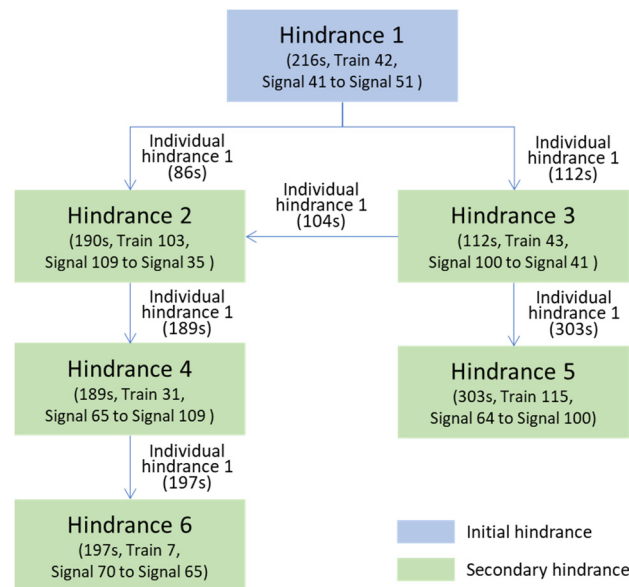 Hindrance 1
(216s, Train 42,
Signal 41 to Signal 51 )
Individual
hindrance 1
(86s)
Individual
hindrance 1
(112s)
Hindrance 2
(190s, Train 103,
Signal 109 to Signal 35 )
Individual
hindrance 1
(104s)
Hindrance 3
(112s, Train 43,
Signal 100 to Signal 41 )
Individual
hindrance 1
(189s)
Individual
hindrance 1
(303s)
Hindrance 4
(189s, Train 31,
Signal 65 to Signal 109 )
Hindrance 5
(303s, Train 115,
Signal 64 to Signal 100)
Individual
hindrance 1
(197s)
Hindrance 6
(197s, Train 7,
Signal 70 to Signal 65)
Initial hindrance
Secondary hindrance